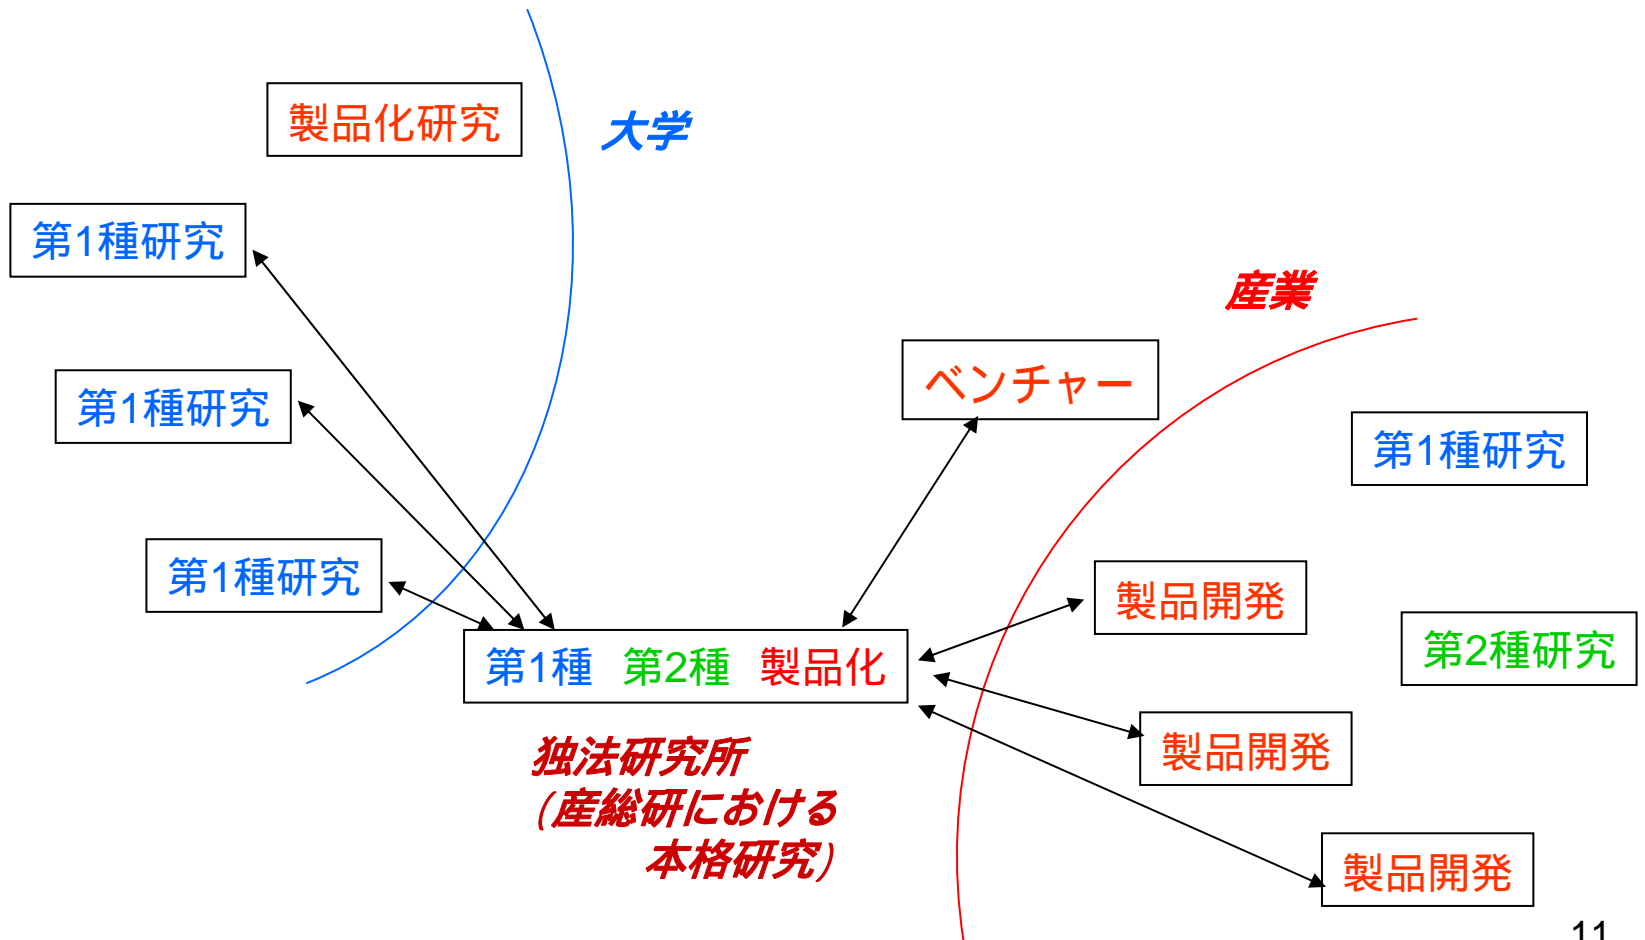 製品化研究
大学
第1種研究
産業
ベンチャー
第1種研究
第1種研究
第1種研究
製品開発
第2種研究
第1種 第2種 製品化
製品開発
独法研究所
(産総研における
本格研究)
製品開発
11